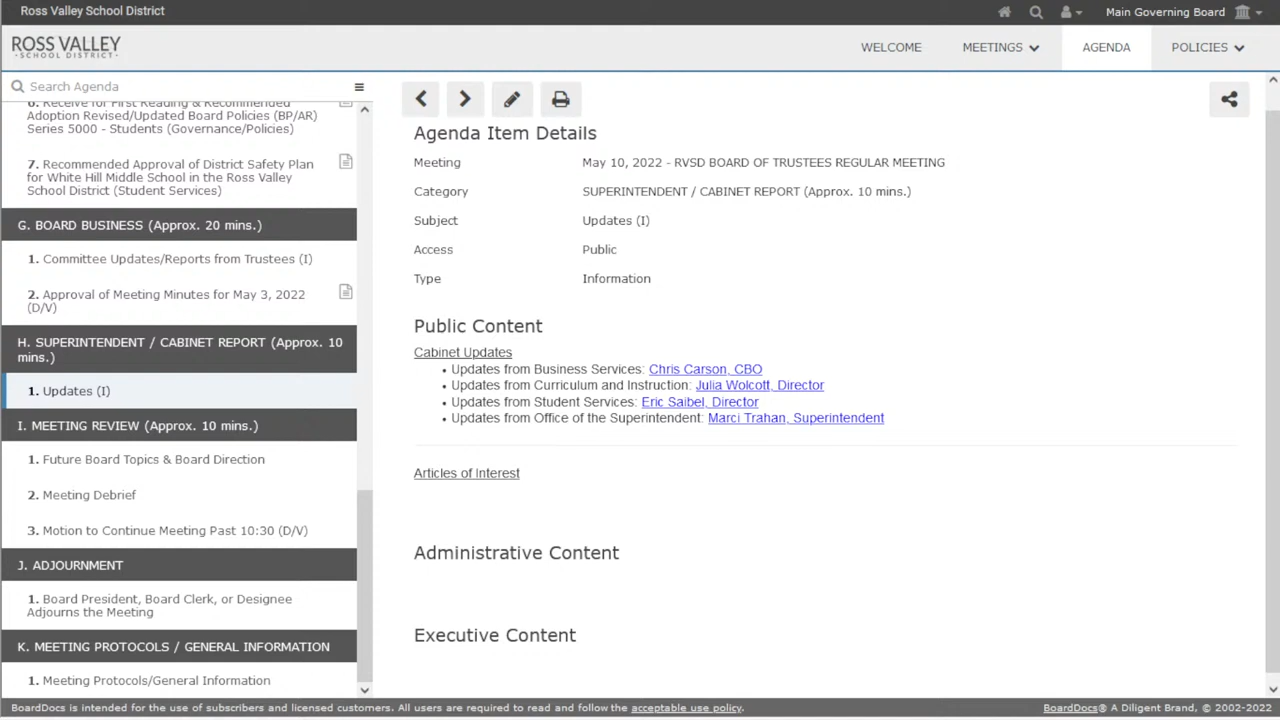 Ross Valley School District
Main Governing Board
ROSS VALLEY
SCHOOL DISTRICT
WELCOME
MEETINGS
AGENDA
POLICIES
Search Agenda
6. Receive for First Reading & Recommended
Adoption Revised/Updated Board Policies (BP/AR)
Series 5000 - Students (Governance/Policies)
7. Recommended Approval of District Safety Plan
for White Hill Middle School in the Ross Valley
School District (Student Services)
G. BOARD BUSINESS (Approx. 20 mins.)
1. Committee Updates/Reports from Trustees (I)
2. Approval of Meeting Minutes for May 3, 2022
(D/V)
H. SUPERINTENDENT / CABINET REPORT (Approx. 10
mins.)
1. Updates (I)
I. MEETING REVIEW (Approx. 10 mins.)
1. Future Board Topics & Board Direction
2. Meeting Debrief
3. Motion to Continue Meeting Past 10:30 (D/V)
J. ADJOURNMENT
1. Board President, Board Clerk, or Designee
Adjourns the Meeting
K. MEETING PROTOCOLS / GENERAL INFORMATION
1. Meeting Protocols/General Information
Agenda Item Details
Meeting May 10, 2022 - RVSD BOARD OF TRUSTEES REGULAR MEETING
Category SUPERINTENDENT / CABINET REPORT (Approx. 10 mins.)
Subject Updates (I)
Access Public
Type Information
Public Content
Cabinet Updates
• Updates from Business Services: Chris Carson, CBO
• Updates from Curriculum and Instruction: Julia Wolcott, Director
• Updates from Student Services: Eric Saibel, Director
• Updates from Office of the Superintendent: Marci Trahan, Superintendent
Articles of Interest
Administrative Content
Executive Content
BoardDocs is intended for the use of subscribers and licensed customers. All users are required to read and follow the acceptable use policy.
BoardDocs® A Diligent Brand, © 2002-2022